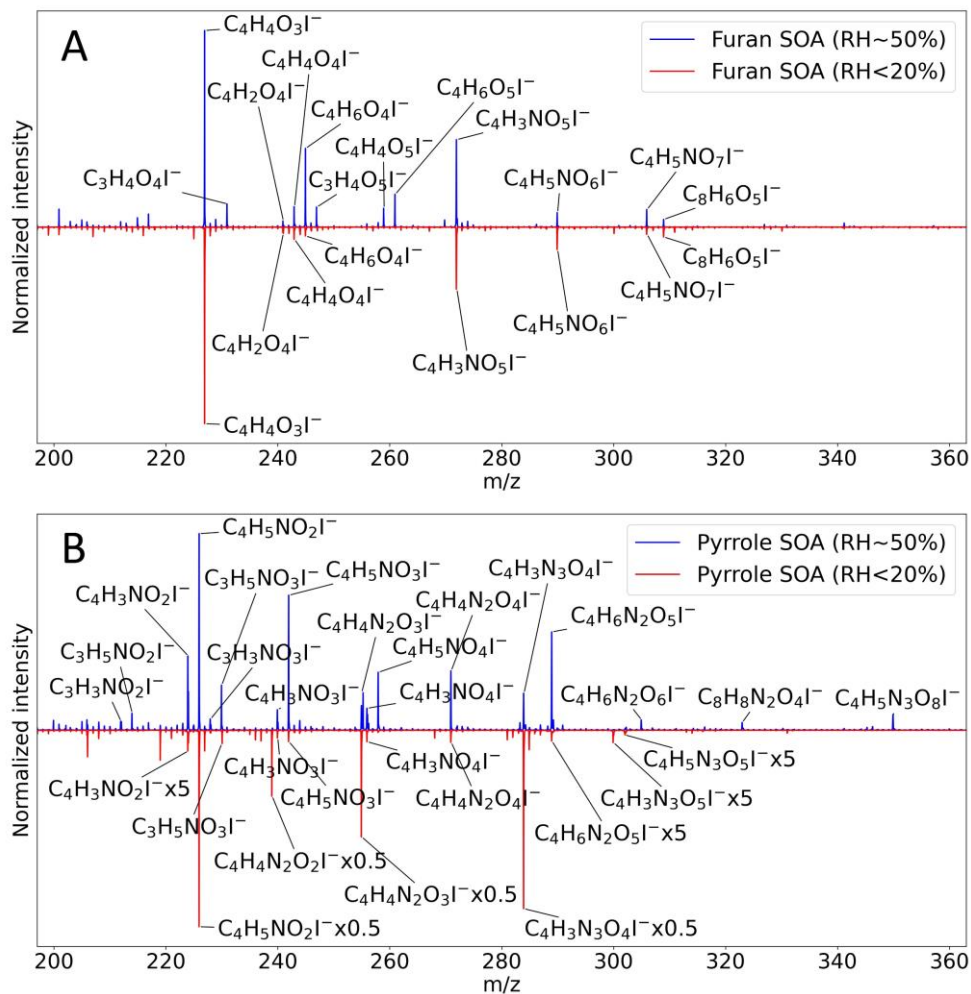 A
Furan SOA (RH~50%)
Furan SOA (RH<20%)
Normalized intensity
C₄H₄O₃I⁻
C₄H₄O₄I⁻
C₄H₂O₄I⁻
C₄H₆O₄I⁻
C₄H₆O₅I⁻
C₄H₃NO₅I⁻
C₄H₄O₅I⁻
C₃H₄O₄I⁻
C₃H₄O₅I⁻
C₄H₅NO₆I⁻
C₄H₅NO₇I⁻
C₈H₆O₅I⁻
C₄H₆O₄I⁻
C₈H₆O₅I⁻
C₄H₄O₄I⁻
C₄H₅NO₇I⁻
C₄H₂O₄I⁻
C₄H₃NO₅I⁻
C₄H₅NO₆I⁻
C₄H₄O₃I⁻
200 220 240 260 280 300 320 340 360
m/z
B
Pyrrole SOA (RH~50%)
Pyrrole SOA (RH<20%)
Normalized intensity
C₄H₅NO₂I⁻
C₃H₅NO₃I⁻
C₄H₅NO₃I⁻
C₄H₃N₃O₄I⁻
C₄H₃NO₂I⁻
C₄H₄N₂O₃I⁻
C₄H₄N₂O₄I⁻
C₄H₆N₂O₅I⁻
C₃H₅NO₂I⁻
C₃H₃NO₃I⁻
C₄H₅NO₄I⁻
C₃H₃NO₂I⁻
C₄H₃NO₃I⁻
C₄H₃NO₄I⁻
C₄H₆N₂O₆I⁻
C₈H₈N₂O₄I⁻
C₄H₅N₃O₈I⁻
C₄H₃NO₂I⁻x5
C₄H₃NO₃I⁻
C₄H₃NO₄I⁻
C₄H₅N₃O₅I⁻x5
C₃H₅NO₃I⁻
C₄H₅NO₃I⁻
C₄H₄N₂O₄I⁻
C₄H₃N₃O₅I⁻x5
C₄H₄N₂O₂I⁻x0.5
C₄H₆N₂O₅I⁻x5
C₄H₄N₂O₃I⁻x0.5
C₄H₅NO₂I⁻x0.5
C₄H₃N₃O₄I⁻x0.5
200 220 240 260 280 300 320 340 360
m/z